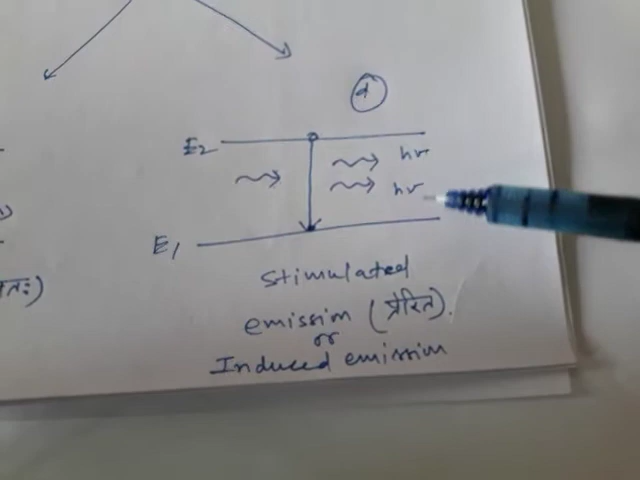 d
E2
hν
hν
E1
stimulated
emission (प्रेरित).
or
Induced emission
तः)